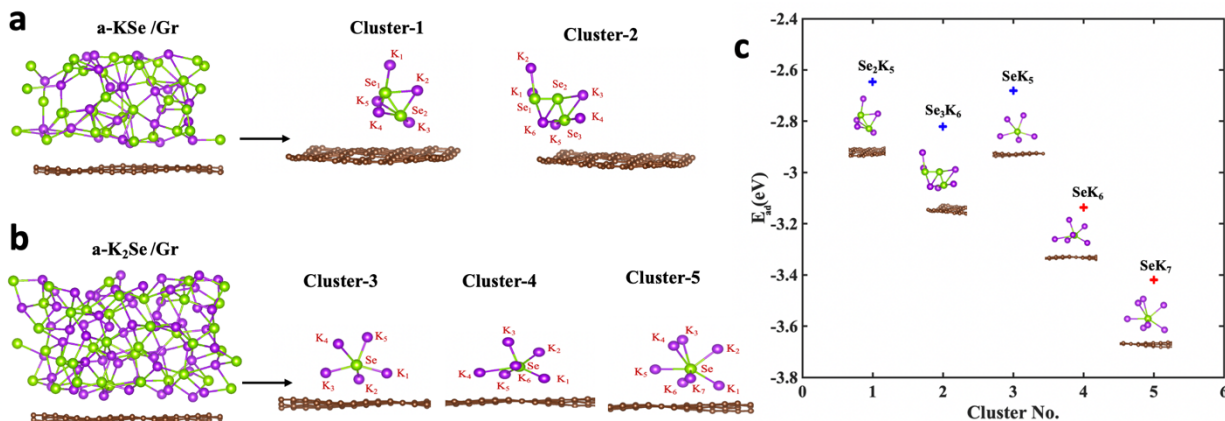 a
a-KSe /Gr
Cluster-1
Cluster-2
K1
Se1
K2
K5
Se2
K4
K3
K2
K1
Se2
K3
Se1
K4
K6
Se3
K5
b
a-K2Se /Gr
Cluster-3
Cluster-4
Cluster-5
K5
K4
Se
K3
K1
K2
K3
K2
K4
Se
K5
K6
K1
K3
K4
K2
Se
K5
K6
K7
K1
c
-2.4
-2.6
-2.8
-3
-3.2
-3.4
-3.6
-3.8
Ead(eV)
Se2K5
Se3K6
SeK5
SeK6
SeK7
0
1
2
3
4
5
6
Cluster No.